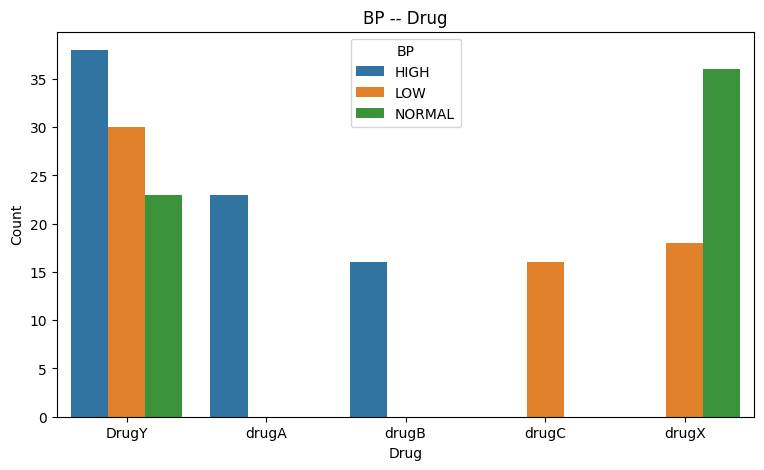 BP -- Drug
BP
HIGH
LOW
NORMAL
Count
35
30
25
20
15
10
5
0
DrugY drugA drugB drugC drugX
Drug